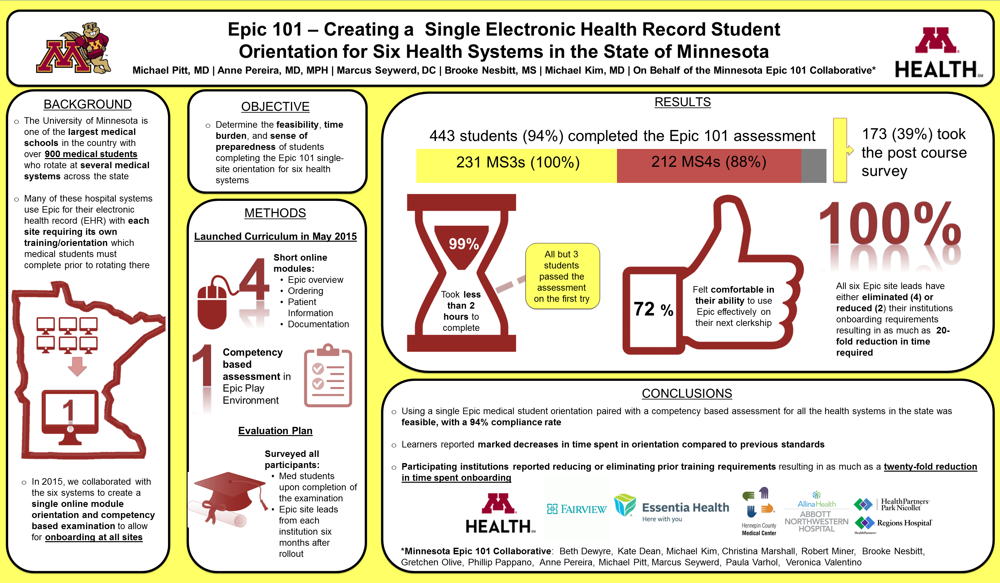 Epic 101 – Creating a Single Electronic Health Record Student
Orientation for Six Health Systems in the State of Minnesota
Michael Pitt, MD | Anne Pereira, MD, MPH | Marcus Seywerd, DC | Brooke Nesbitt, MS | Michael Kim, MD | On Behalf of the Minnesota Epic 101 Collaborative*
M
M
TM
M
HEALTH SM
BACKGROUND
o The University of Minnesota is
one of the largest medical
schools in the country with
over 900 medical students
who rotate at several medical
systems across the state
o Many of these hospital systems
use Epic for their electronic
health record (EHR) with each
site requiring its own
training/orientation which
medical students must
complete prior to rotating there
1
o In 2015, we collaborated with
the six systems to create a
single online module
orientation and competency
based examination to allow
for onboarding at all sites
OBJECTIVE
o Determine the feasibility, time
burden, and sense of
preparedness of students
completing the Epic 101 single-
site orientation for six health
systems
METHODS
Launched Curriculum in May 2015
4
Short online
modules:
• Epic overview
• Ordering
• Patient
Information
• Documentation
1
Competency
based
assessment in
Epic Play
Environment
Evaluation Plan
Surveyed all
participants:
• Med students
upon completion of
the examination
• Epic site leads
from each
institution six
months after
rollout
RESULTS
443 students (94%) completed the Epic 101 assessment
231 MS3s (100%)
212 MS4s (88%)
173 (39%) took
the post course
survey
99%
Took less
than 2
hours to
complete
All but 3
students
passed the
assessment
on the first try
72 %
Felt comfortable in
their ability to use
Epic effectively on
their next clerkship
100%
All six Epic site leads have
either eliminated (4) or
reduced (2) their institutions
onboarding requirements
resulting in as much as 20-
fold reduction in time
required
CONCLUSIONS
o Using a single Epic medical student orientation paired with a competency based assessment for all the health systems in the state was
feasible, with a 94% compliance rate
o Learners reported marked decreases in time spent in orientation compared to previous standards
o Participating institutions reported reducing or eliminating prior training requirements resulting in as much as a twenty-fold reduction
in time spent onboarding
M
HEALTH SM
FAIRVIEW
Essentia Health
Here with you
Hennepin County
Medical Center
AllinaHealth
ABBOTT
NORTHWESTERN
HOSPITAL
HealthPartners®
Park Nicollet®
Regions Hospital®
HealthPartners®
*Minnesota Epic 101 Collaborative: Beth Dewyre, Kate Dean, Michael Kim, Christina Marshall, Robert Miner, Brooke Nesbitt,
Gretchen Olive, Phillip Pappano, Anne Pereira, Michael Pitt, Marcus Seywerd, Paula Varhol, Veronica Valentino